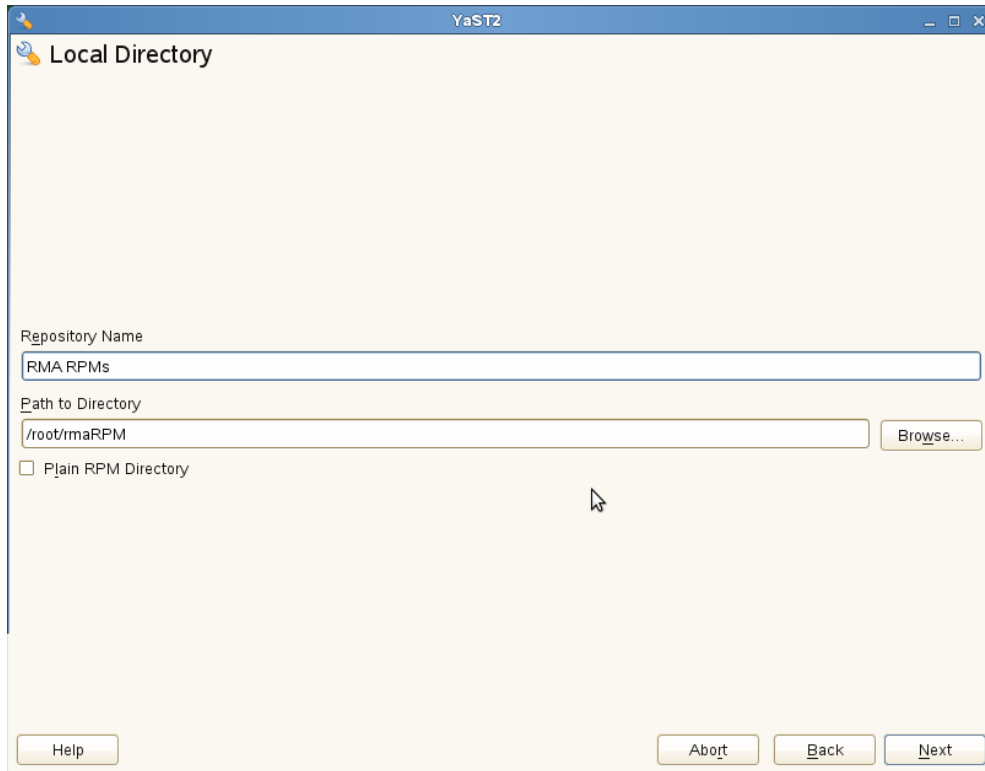 YaST2
Local Directory
Repository Name
RMA RPMs
Path to Directory
/root/rmaRPM
Browse...
Plain RPM Directory
Help
Abort
Back
Next